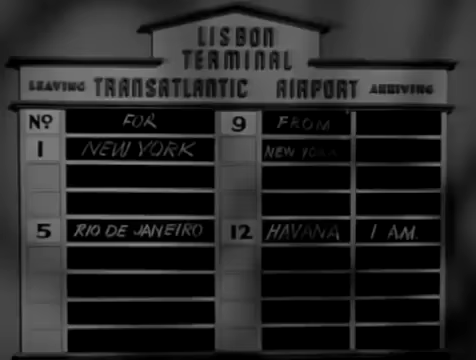 LISBON
TERMINAL
LEAVING TRANSATLANTIC AIRPORT ARRIVING
Nº FOR 9 FROM
1 NEW YORK NEW YORK
5 RIO DE JANEIRO 12 HAVANA 1 A.M.